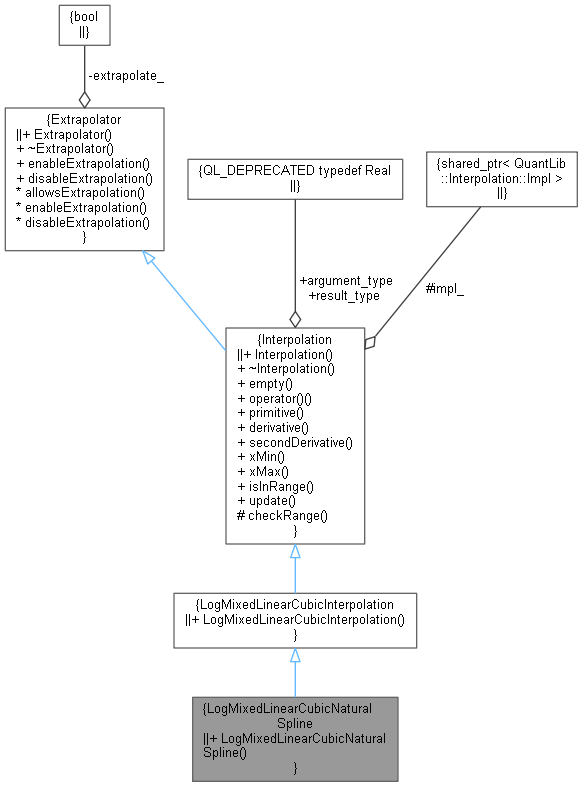 {bool
||}
-extrapolate_
{Extrapolator
||+ Extrapolator()
+ ~Extrapolator()
+ enableExtrapolation()
+ disableExtrapolation()
* allowsExtrapolation()
* enableExtrapolation()
* disableExtrapolation()
}
{QL_DEPRECATED typedef Real
||}
{shared_ptr< QuantLib
::Interpolation::Impl >
||}
+argument_type
+result_type
#impl_
{Interpolation
||+ Interpolation()
+ ~Interpolation()
+ empty()
+ operator()()
+ primitive()
+ derivative()
+ secondDerivative()
+ xMin()
+ xMax()
+ isInRange()
+ update()
# checkRange()
}
{LogMixedLinearCubicInterpolation
||+ LogMixedLinearCubicInterpolation()
}
{LogMixedLinearCubicNatural
Spline
||+ LogMixedLinearCubicNatural
Spline()
}